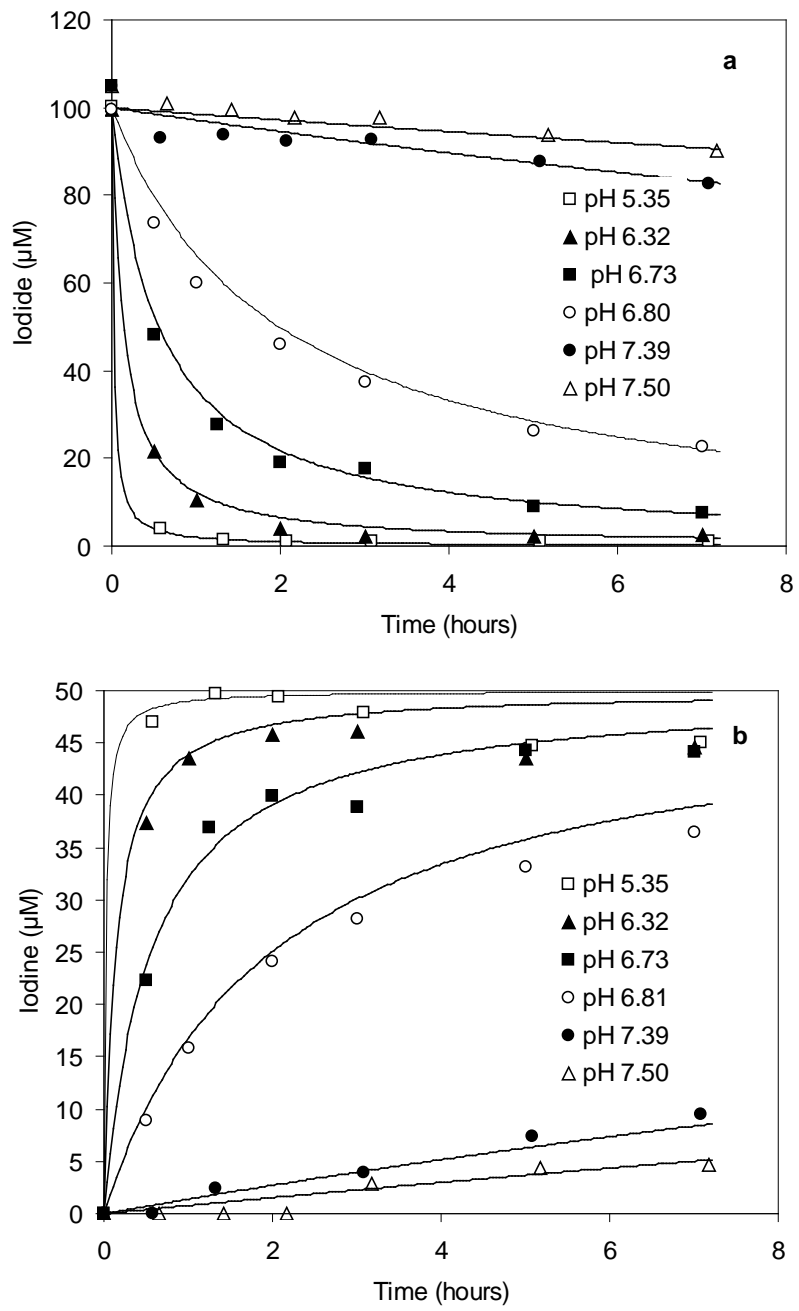 120
a
100
80
60
40
20
0
Iodide (µM)
pH 5.35
pH 6.32
pH 6.73
pH 6.80
pH 7.39
pH 7.50
0 2 4 6 8
Time (hours)
50
b
45
40
35
30
25
20
15
10
5
0
Iodine (µM)
pH 5.35
pH 6.32
pH 6.73
pH 6.81
pH 7.39
pH 7.50
0 2 4 6 8
Time (hours)